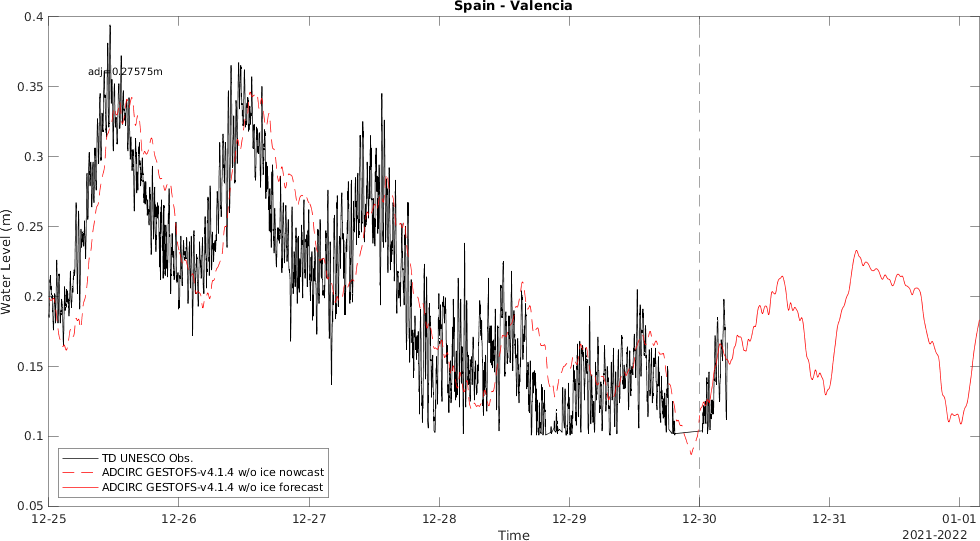 Spain - Valencia
0.4
0.35
0.3
0.25
0.2
0.15
0.1
0.05
Water Level (m)
adj=0.27575m
TD UNESCO Obs.
ADCIRC GESTOFS-v4.1.4 w/o ice nowcast
ADCIRC GESTOFS-v4.1.4 w/o ice forecast
12-25 12-26 12-27 12-28 12-29 12-30 12-31 01-01
Time
2021-2022